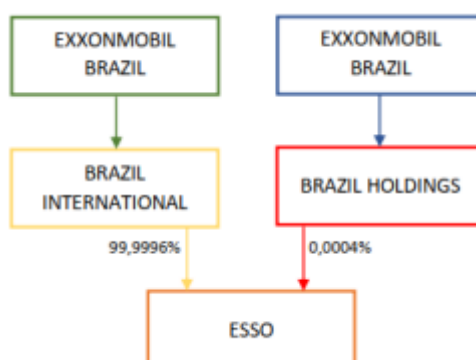 EXXONMOBIL
BRAZIL
EXXONMOBIL
BRAZIL
BRAZIL
INTERNATIONAL
BRAZIL HOLDINGS
99,9996%
0,0004%
ESSO